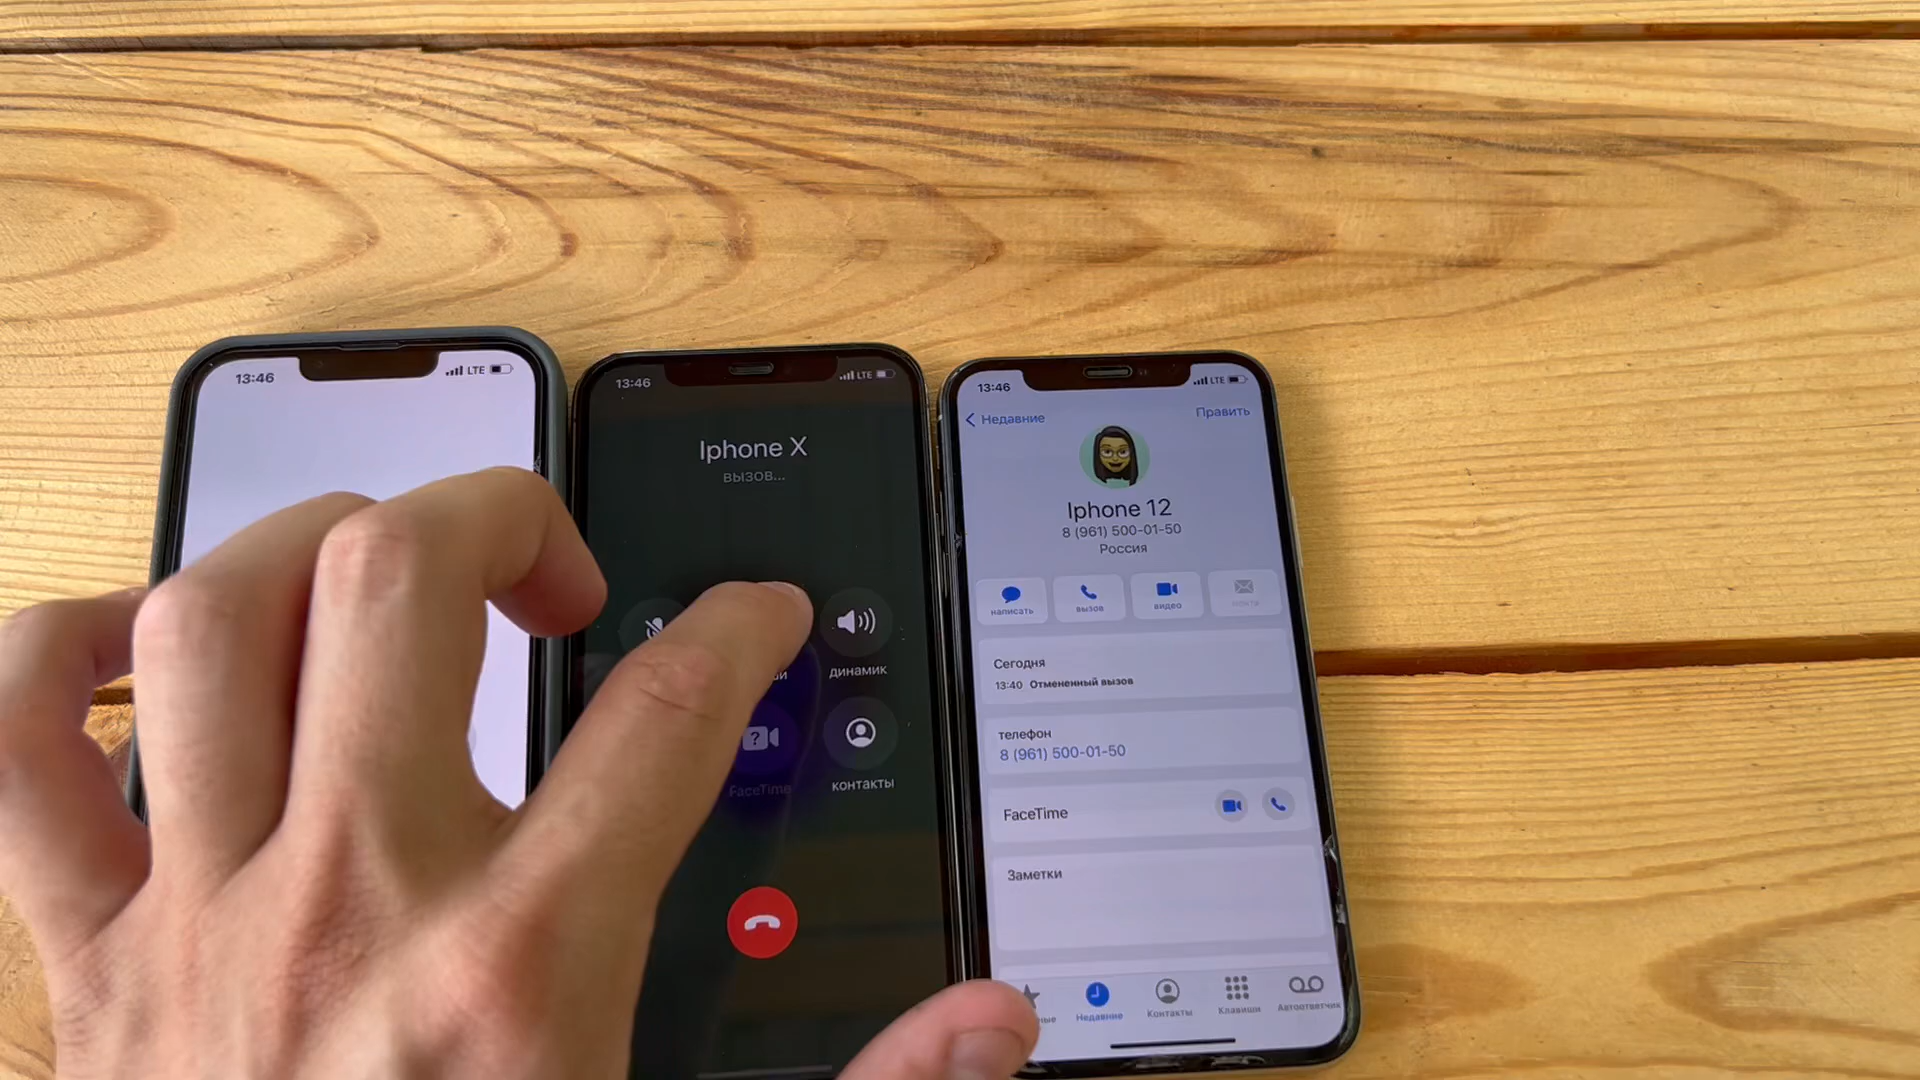 13:46
LTE
13:46
LTE
Iphone X
вызов...
динамик
?
FaceTime
контакты
13:46
LTE
Недавние
Править
Iphone 12
8 (961) 500-01-50
Россия
написать
вызов
видео
почта
Сегодня
13:40 Отмененный вызов
телефон
8 (961) 500-01-50
FaceTime
Заметки
Недавние
Контакты
Клавиши
Автоответчик